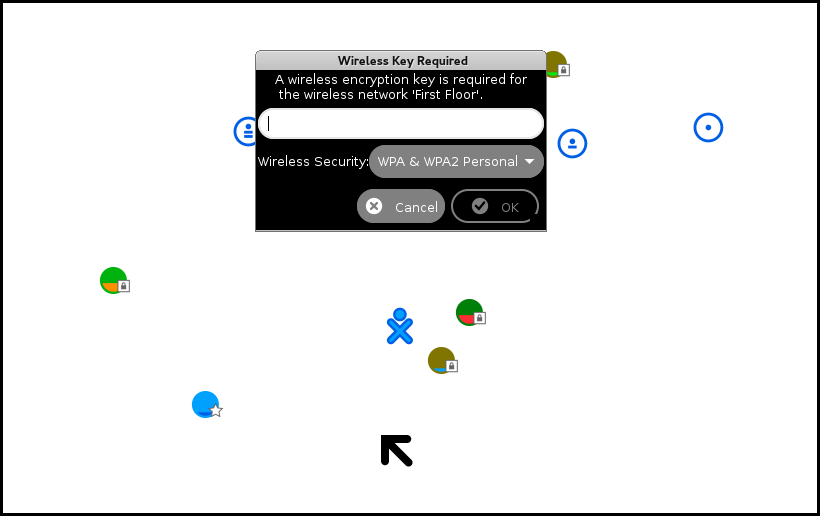 Wireless Key Required
A wireless encryption key is required for
the wireless network 'First Floor'.
Wireless Security: WPA & WPA2 Personal
Cancel OK